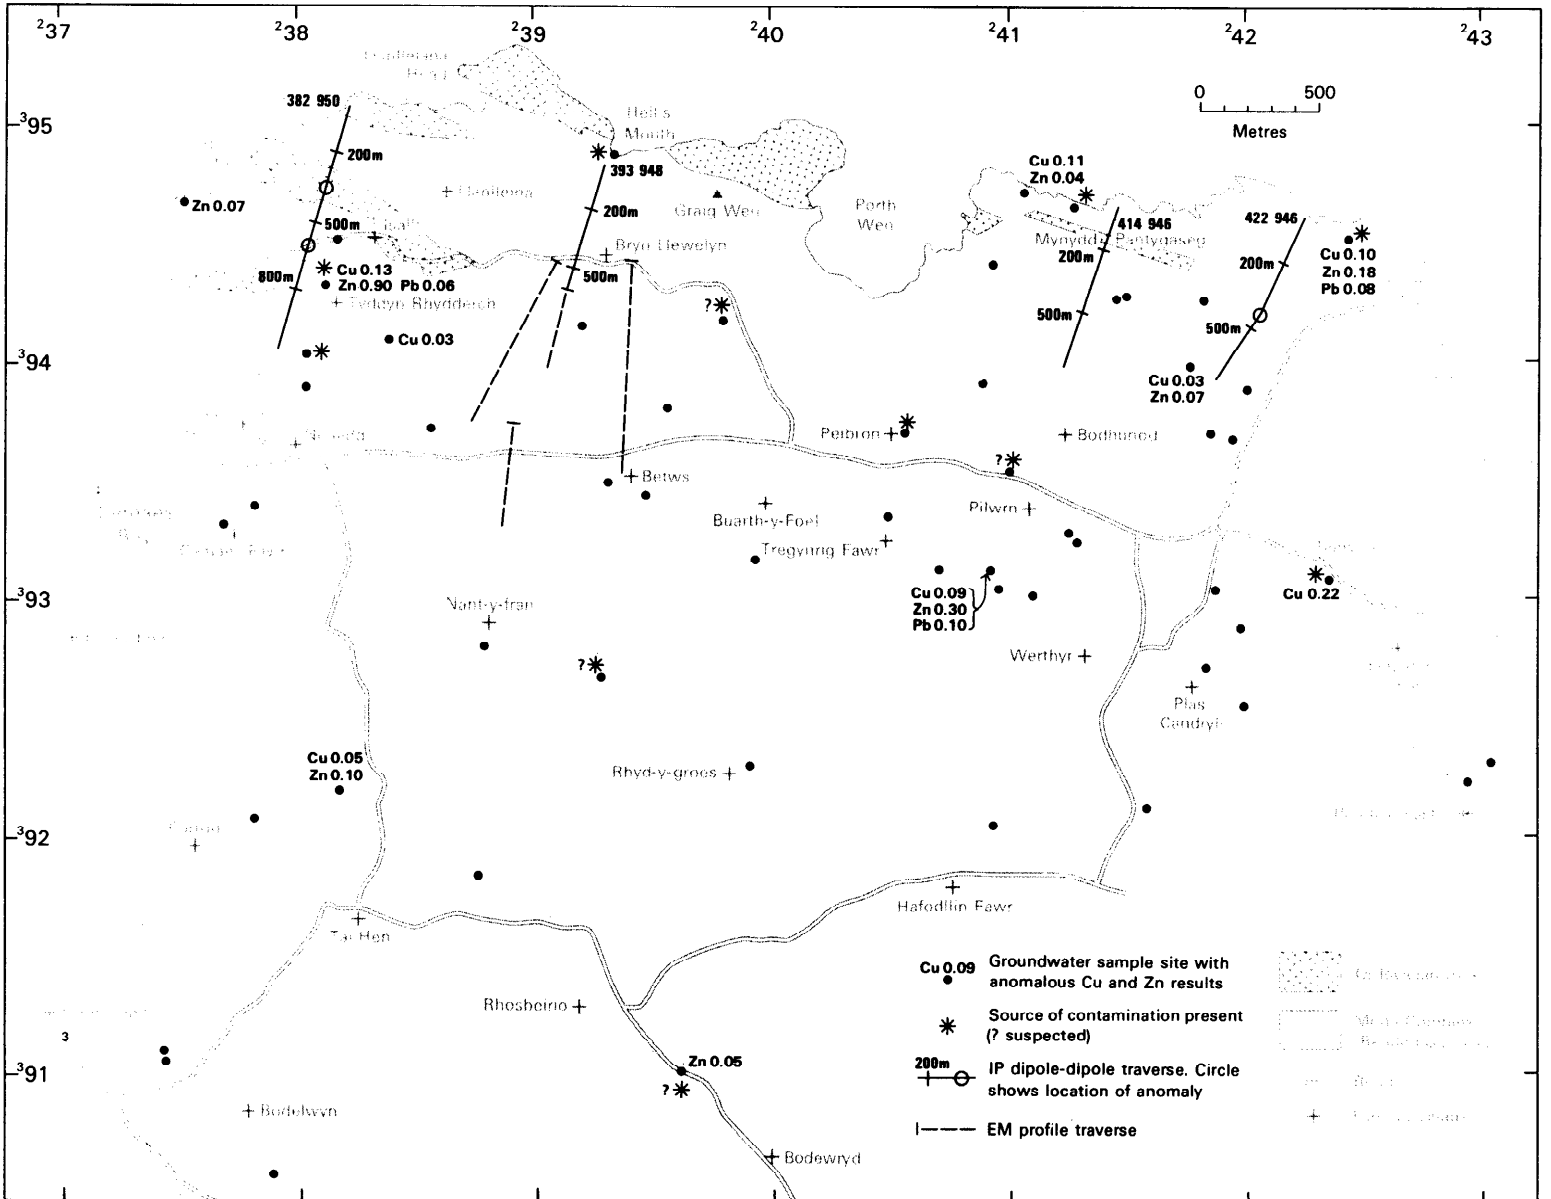 ²37
²38
²39
²40
²41
²42
²43
³95
³94
³93
³92
³91
0 500
Metres
382 950
200m
500m
800m
Zn 0.07
Cu 0.13
Zn 0.90 Pb 0.06
Tyddyn Rhydderch
Cu 0.03
Hell's
Mouth
393 948
200m
Graig Wen
Bryn Llewelyn
500m
?
Porth
Wen
Cu 0.11
Zn 0.04
414 946
Mynydd Pantygaseg
200m
500m
422 946
200m
500m
Cu 0.10
Zn 0.18
Pb 0.08
Cu 0.03
Zn 0.07
Peibron
Bodhunod
?
Betws
Buarth-y-Foel
Pilwrn
Tregynrig Fawr
Cu 0.09
Zn 0.30
Pb 0.10
Cu 0.22
Nant-y-fran
?
Werthyr
Plas
Cu 0.05
Zn 0.10
Rhyd-y-groes
Hafodllin Fawr
Tai Hen
Rhosbeirio
3
Zn 0.05
?
Bodelwyn
Bodewryd
Cu 0.09
Groundwater sample site with
anomalous Cu and Zn results
Source of contamination present
(? suspected)
200m
IP dipole-dipole traverse. Circle
shows location of anomaly
EM profile traverse